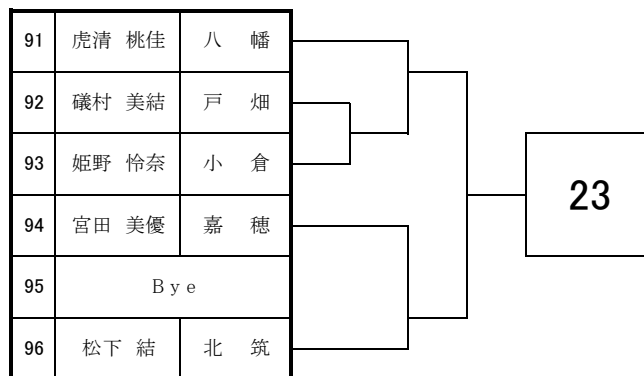 91 虎清 桃佳 八 幡
92 礒村 美結 戸 畑
93 姫野 怜奈 小 倉
94 宮田 美優 嘉 穂
95 Bye
96 松下 結 北 筑
23